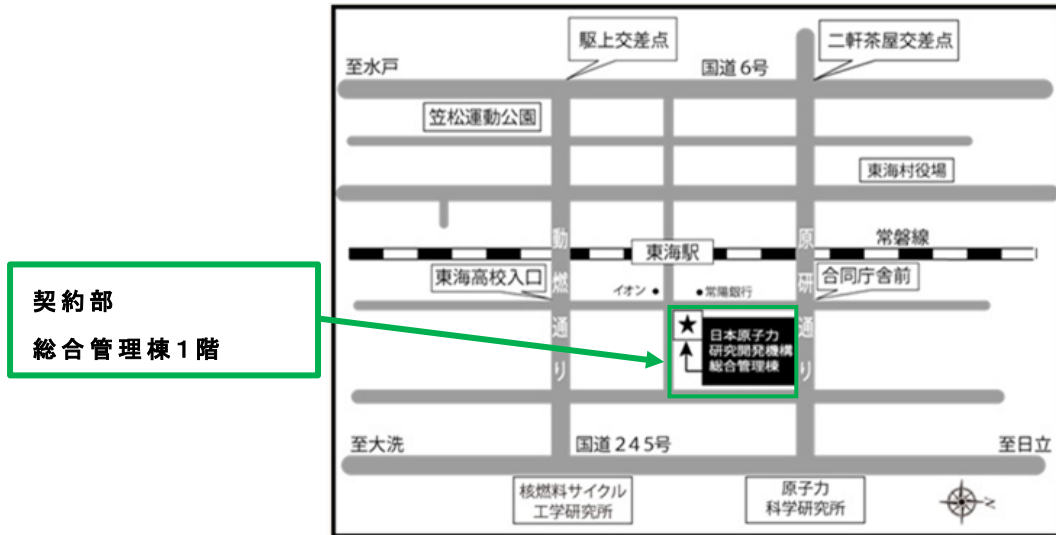 駆上交差点
二軒茶屋交差点
至水戸
国道6号
笠松運動公園
東海村役場
動燃通り
原研通り
常磐線
東海駅
東海高校入口
イオン
常陽銀行
合同庁舎前
契約部
総合管理棟1階
★
日本原子力
研究開発機構
総合管理棟
至大洗
国道245号
至日立
核燃料サイクル
工学研究所
原子力
科学研究所
N